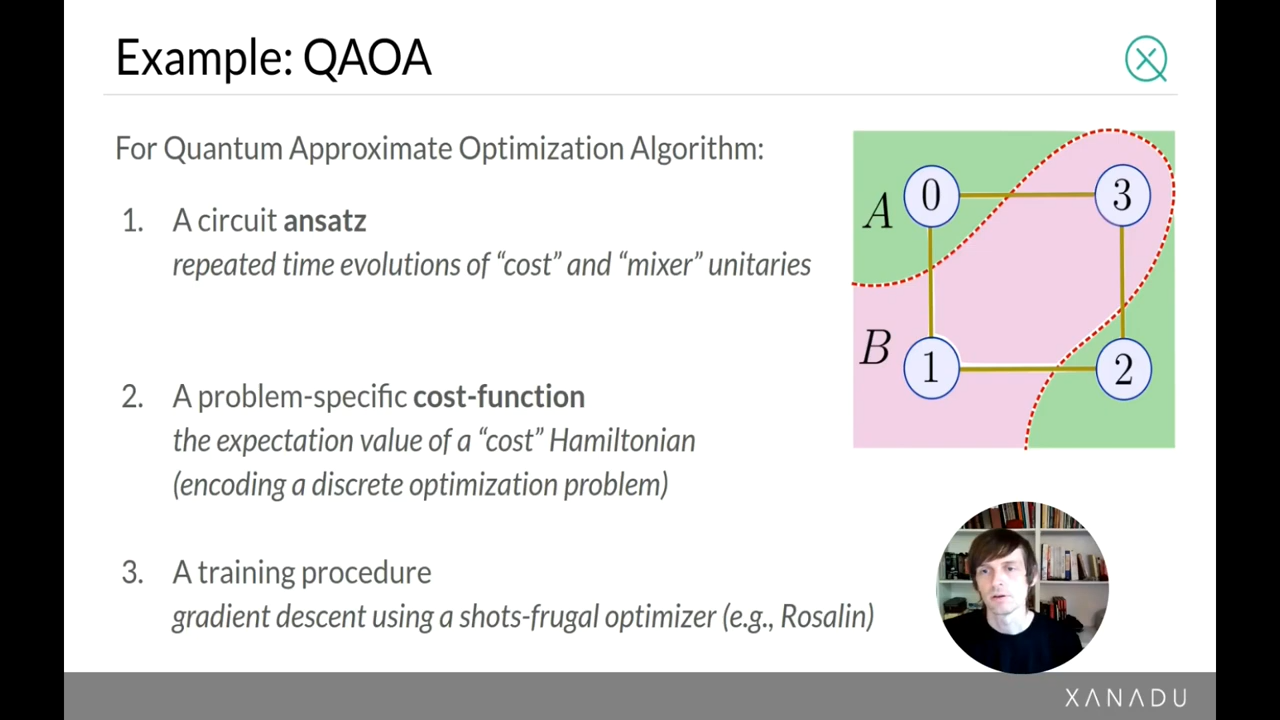 Example: QAOA
For Quantum Approximate Optimization Algorithm:
1. A circuit ansatz
repeated time evolutions of “cost” and “mixer” unitaries
2. A problem-specific cost-function
the expectation value of a “cost” Hamiltonian
(encoding a discrete optimization problem)
3. A training procedure
gradient descent using a shots-frugal optimizer (e.g., Rosalin)
A
0
3
B
1
2
XANADU